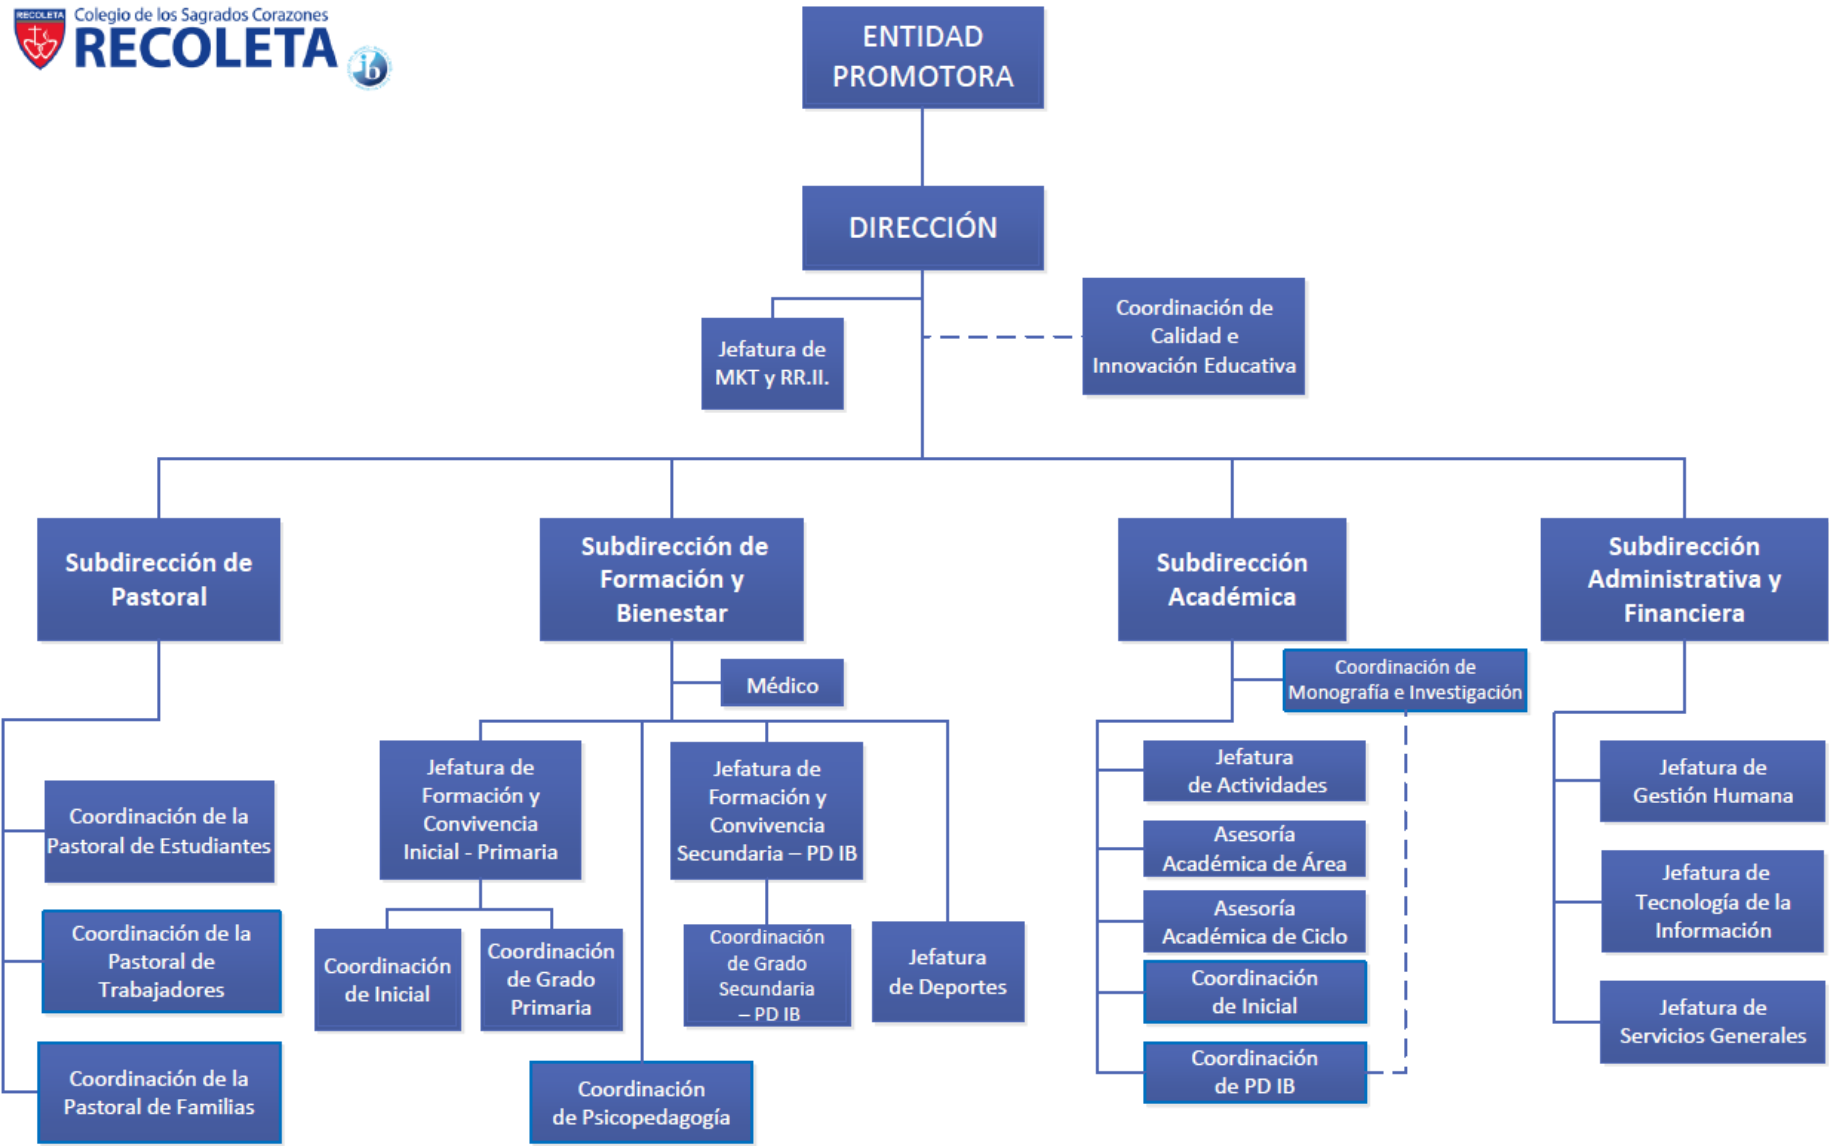 RECOLETA
Colegio de los Sagrados Corazones
RECOLETA
ib
ENTIDAD
PROMOTORA
DIRECCIÓN
Jefatura de
MKT y RR.II.
Coordinación de
Calidad e
Innovación Educativa
Subdirección de
Pastoral
Subdirección de
Formación y
Bienestar
Subdirección
Académica
Subdirección
Administrativa y
Financiera
Coordinación de la
Pastoral de Estudiantes
Coordinación de la
Pastoral de
Trabajadores
Coordinación de la
Pastoral de Familias
Médico
Jefatura de
Formación y
Convivencia
Inicial - Primaria
Jefatura de
Formación y
Convivencia
Secundaria – PD IB
Coordinación
de Inicial
Coordinación
de Grado
Primaria
Coordinación
de Grado
Secundaria
– PD IB
Jefatura
de Deportes
Coordinación
de Psicopedagogía
Coordinación de
Monografía e Investigación
Jefatura
de Actividades
Asesoría
Académica de Área
Asesoría
Académica de Ciclo
Coordinación
de Inicial
Coordinación
de PD IB
Jefatura de
Gestión Humana
Jefatura de
Tecnología de la
Información
Jefatura de
Servicios Generales